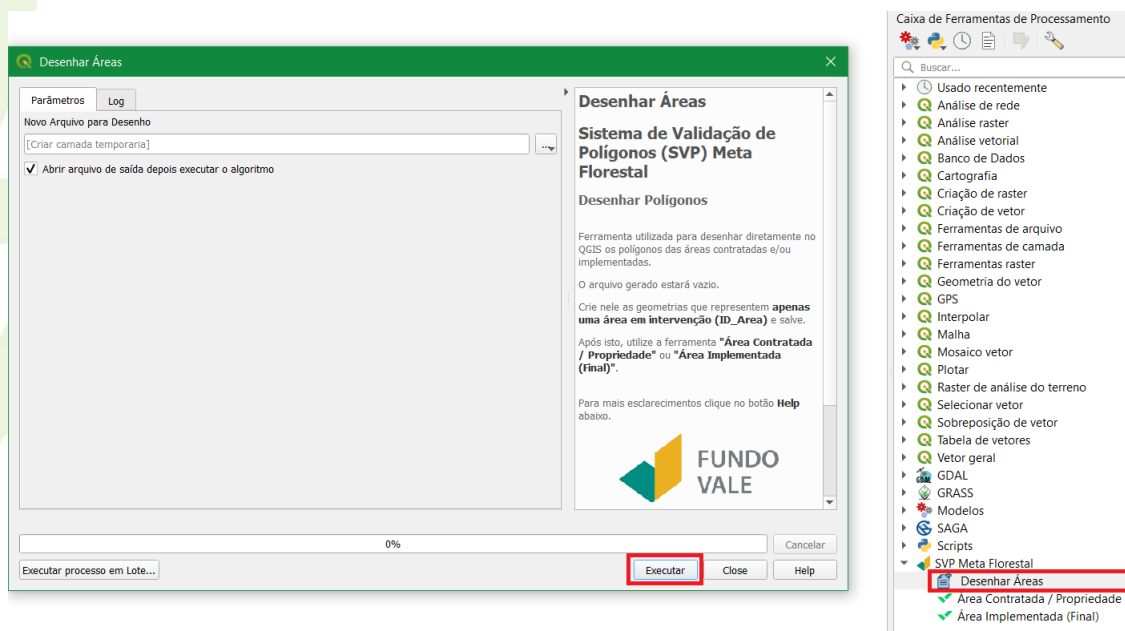 Desenhar Áreas
Parâmetros
Log
Novo Arquivo para Desenho
[Criar camada temporaria]
...
Abrir arquivo de saída depois executar o algoritmo
Desenhar Áreas
Sistema de Validação de
Polígonos (SVP) Meta
Florestal
Desenhar Polígonos
Ferramenta utilizada para desenhar diretamente no
QGIS os polígonos das áreas contratadas e/ou
implementadas.
O arquivo gerado estará vazio.
Crie nele as geometrias que representem apenas
uma área em intervenção (ID_Area) e salve.
Após isto, utilize a ferramenta "Área Contratada
/ Propriedade" ou "Área Implementada
(Final)".
Para mais esclarecimentos clique no botão Help
abaixo.
FUNDO
VALE
0%
Cancelar
Executar processo em Lote...
Executar
Close
Help
Caixa de Ferramentas de Processamento
Buscar...
Usado recentemente
Análise de rede
Análise raster
Análise vetorial
Banco de Dados
Cartografia
Criação de raster
Criação de vetor
Ferramentas de arquivo
Ferramentas de camada
Ferramentas raster
Geometria do vetor
GPS
Interpolar
Malha
Mosaico vetor
Plotar
Raster de análise do terreno
Selecionar vetor
Sobreposição de vetor
Tabela de vetores
Vetor geral
GDAL
GRASS
Modelos
SAGA
Scripts
SVP Meta Florestal
Desenhar Áreas
Área Contratada / Propriedade
Área Implementada (Final)